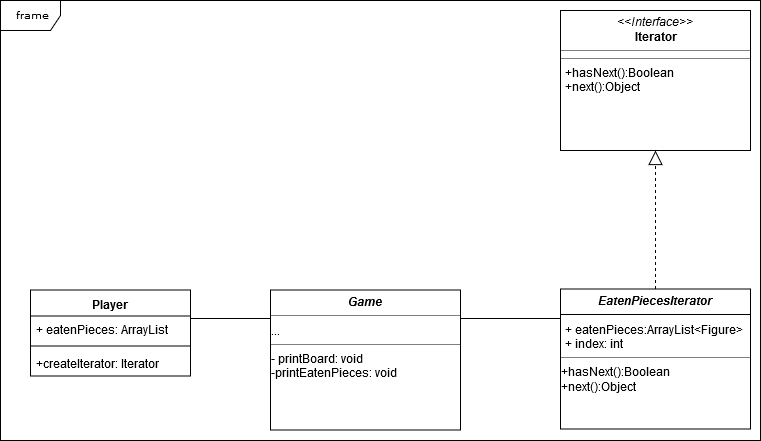 frame
<<Interface>>
Iterator
+hasNext():Boolean
+next():Object
Player
+ eatenPieces: ArrayList
+createIterator: Iterator
Game
...
- printBoard: void
-printEatenPieces: void
EatenPiecesIterator
+ eatenPieces:ArrayList<Figure>
+ index: int
+hasNext():Boolean
+next():Object